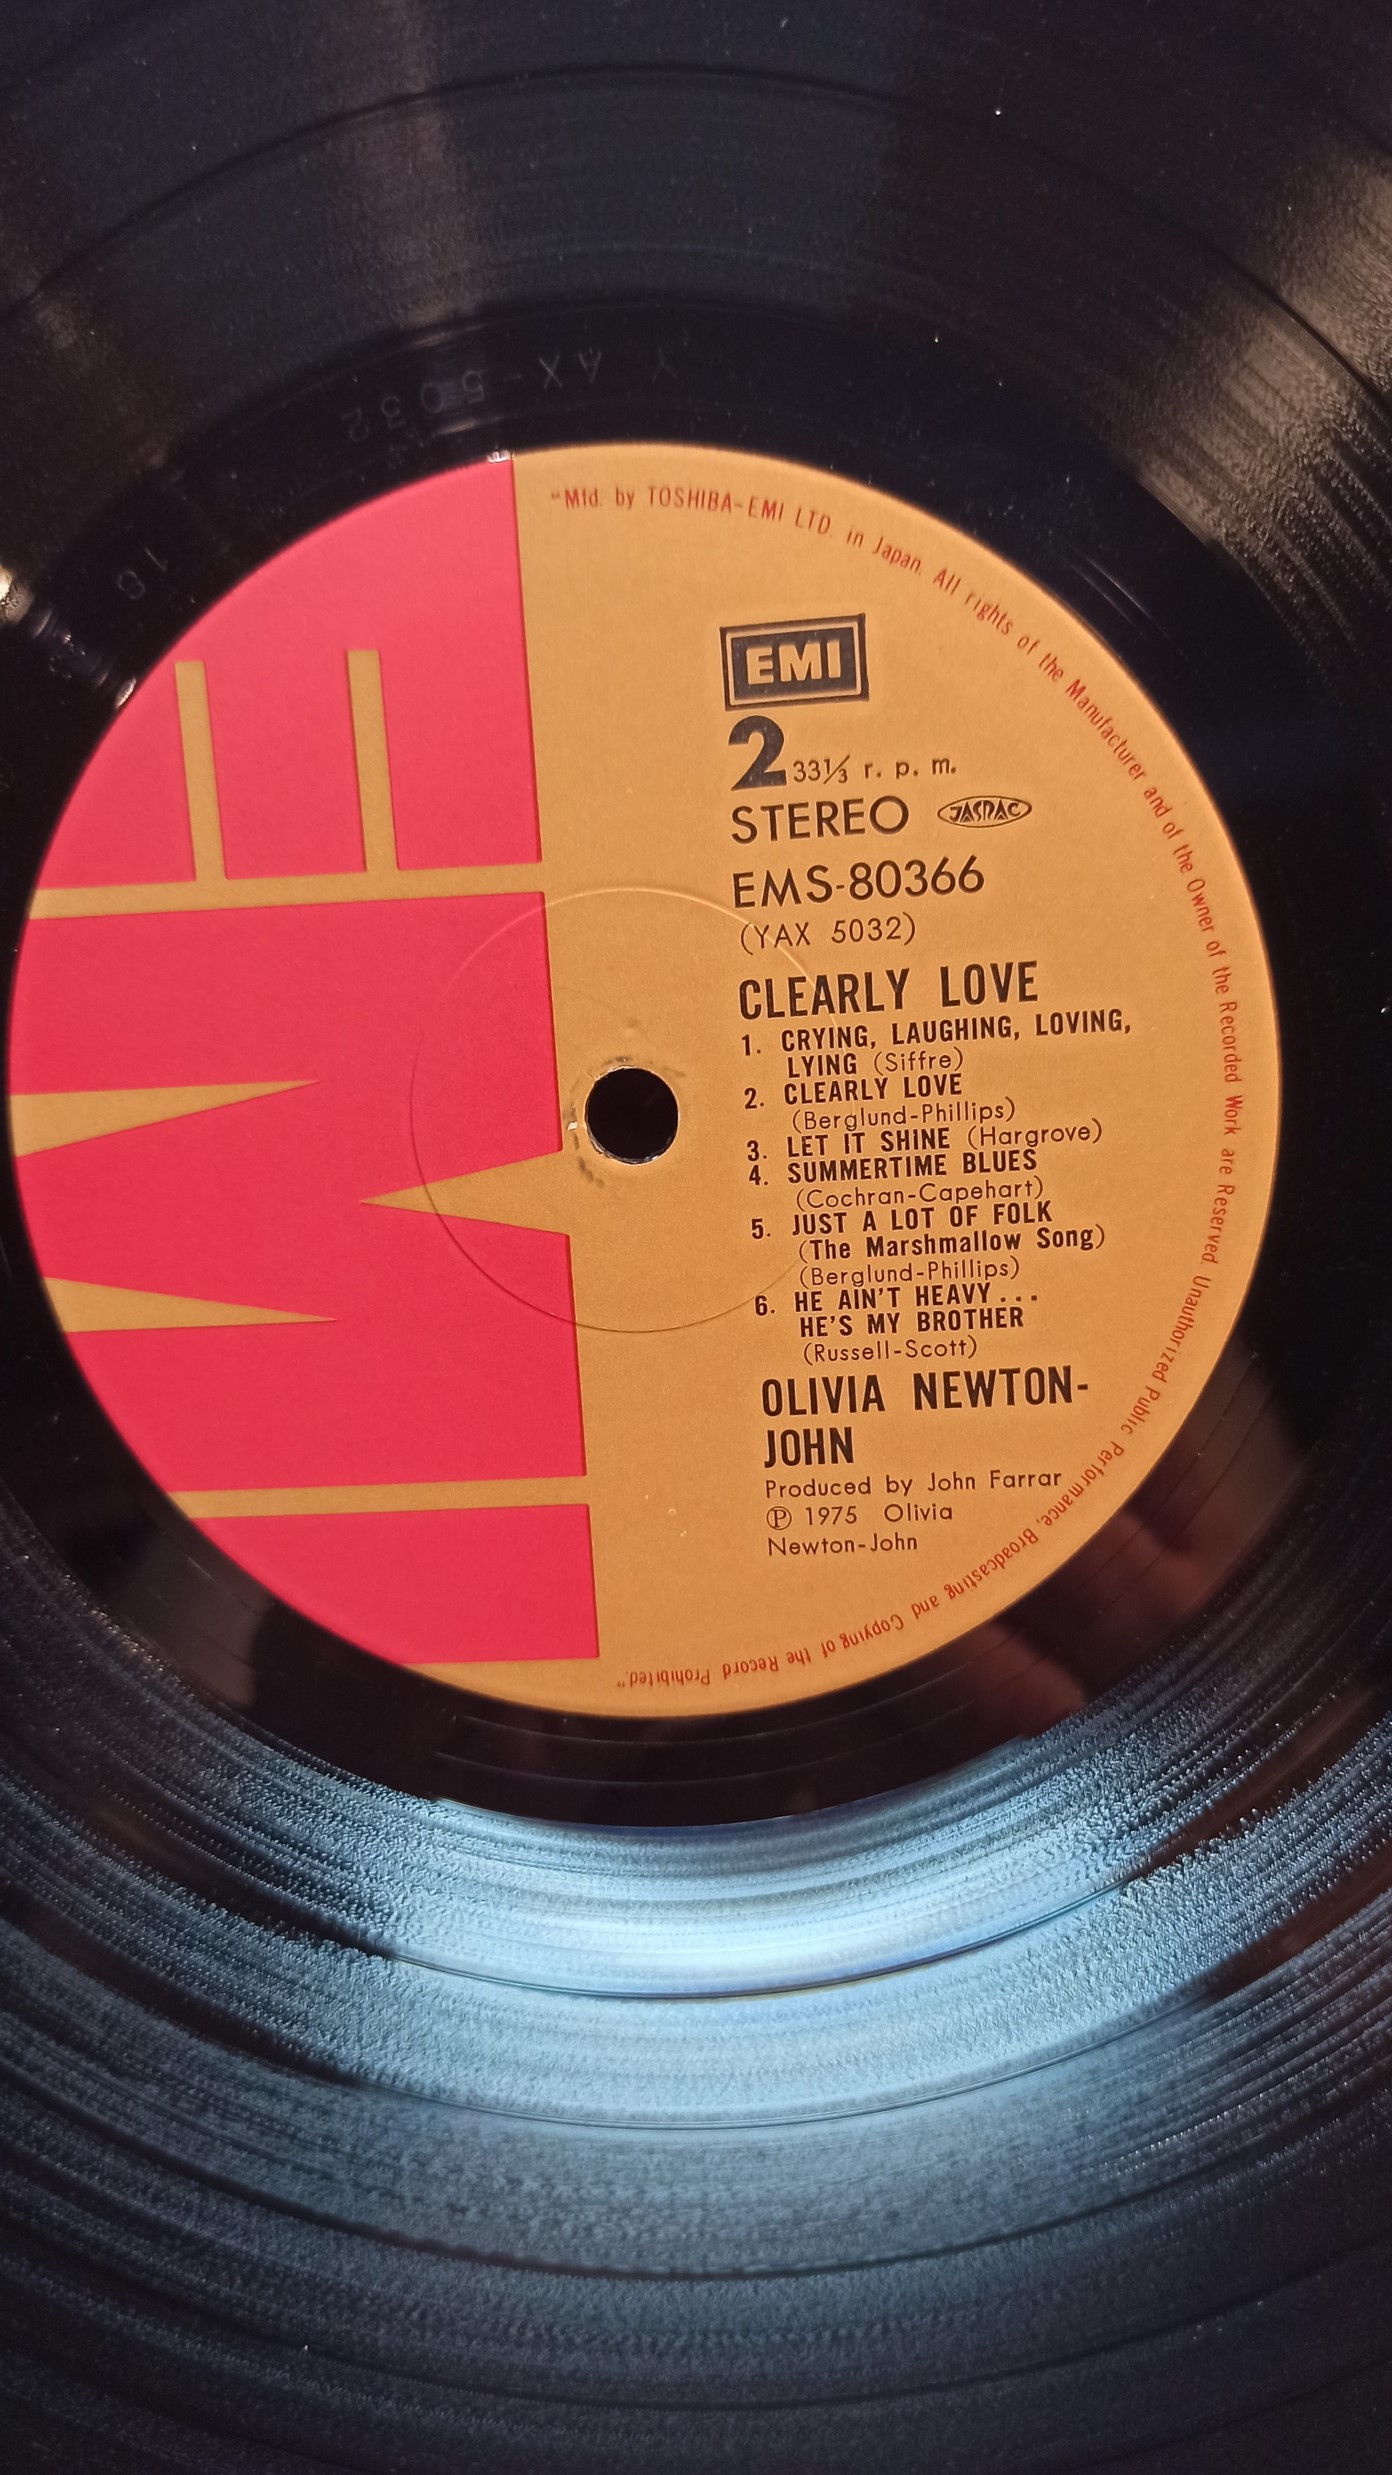 Y AX-5032
1S
"Mfd. by TOSHIBA-EMI LTD. in Japan. All rights of the Manufacturer and of the Owner of the Recorded Work are Reserved. Unauthorized Public Performance, Broadcasting and Copying of the Record Prohibited."
EMI
2 33⅓ r. p. m.
STEREO JASRAC
EMS-80366
(YAX 5032)
CLEARLY LOVE
1. CRYING, LAUGHING, LOVING,
LYING (Siffre)
2. CLEARLY LOVE
(Berglund-Phillips)
3. LET IT SHINE (Hargrove)
4. SUMMERTIME BLUES
(Cochran-Capehart)
5. JUST A LOT OF FOLK
(The Marshmallow Song)
(Berglund-Phillips)
6. HE AIN'T HEAVY...
HE'S MY BROTHER
(Russell-Scott)
OLIVIA NEWTON-
JOHN
Produced by John Farrar
Ⓟ 1975 Olivia
Newton-John
EMI